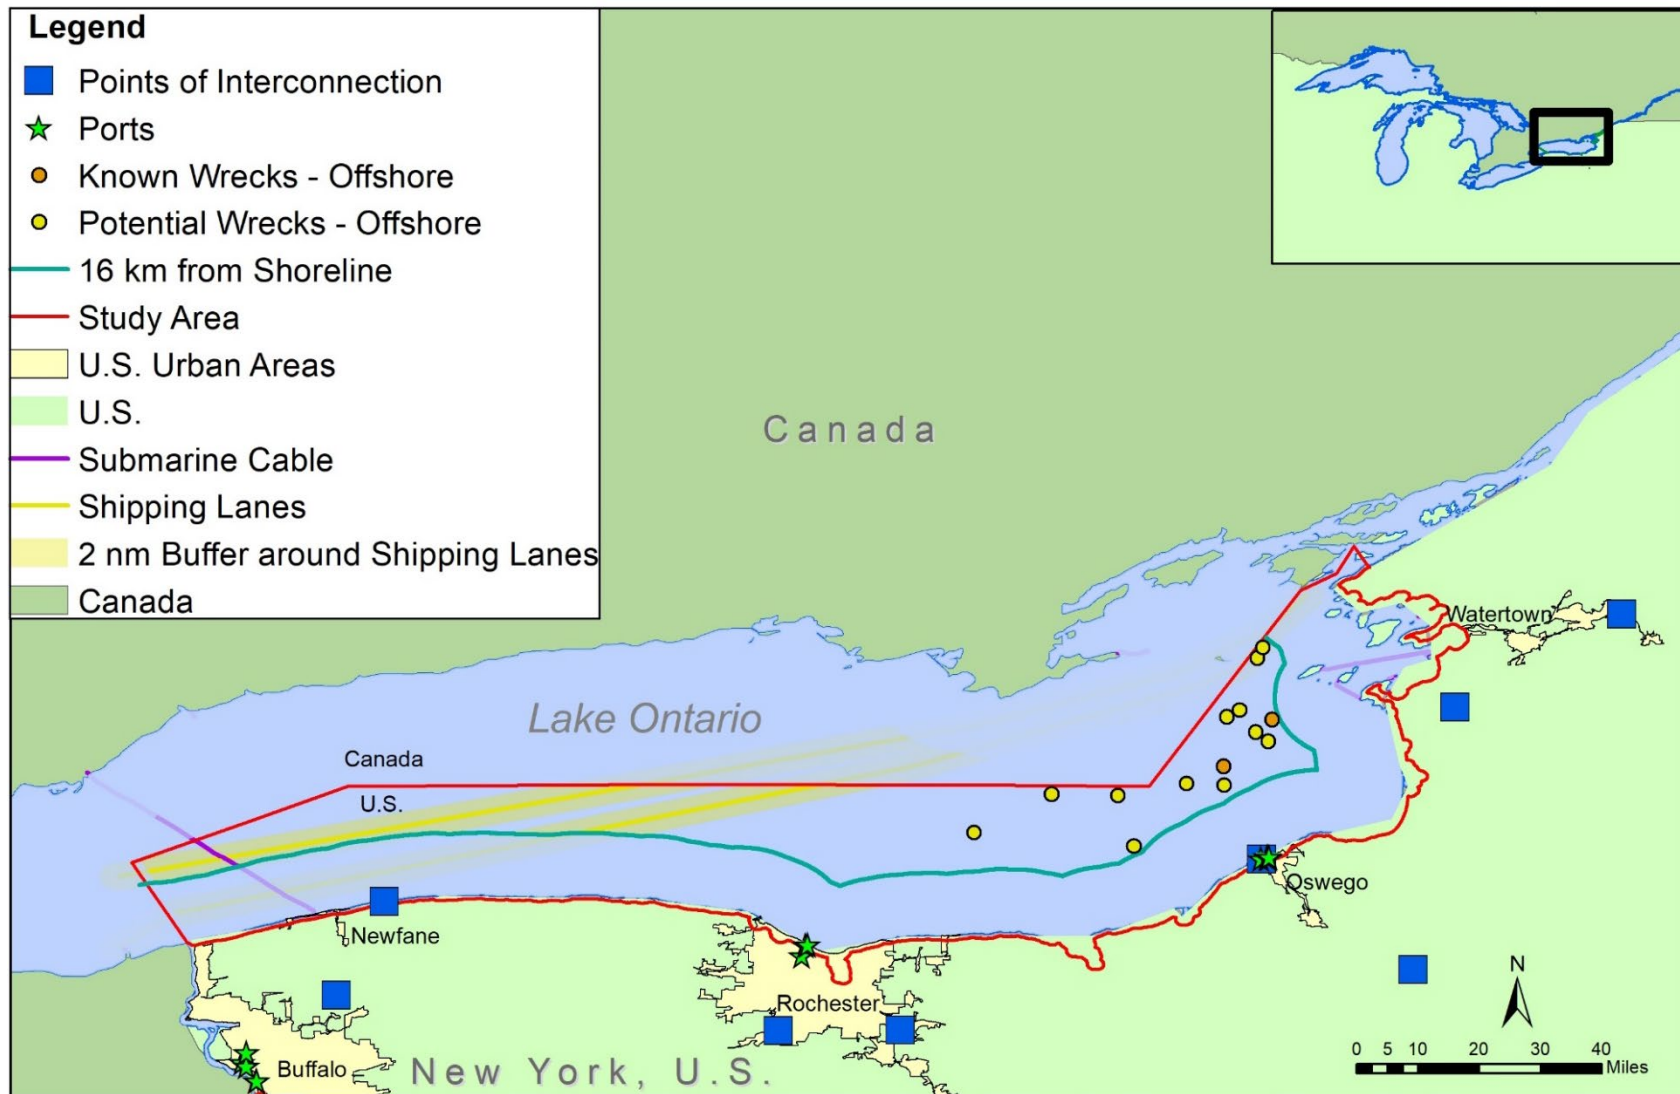 Legend
Points of Interconnection
Ports
Known Wrecks - Offshore
Potential Wrecks - Offshore
16 km from Shoreline
Study Area
U.S. Urban Areas
U.S.
Submarine Cable
Shipping Lanes
2 nm Buffer around Shipping Lanes
Canada
Canada
Watertown
Lake Ontario
Canada
U.S.
Oswego
Newfane
Rochester
Buffalo
New York, U.S.
N
0 5 10 20 30 40
Miles